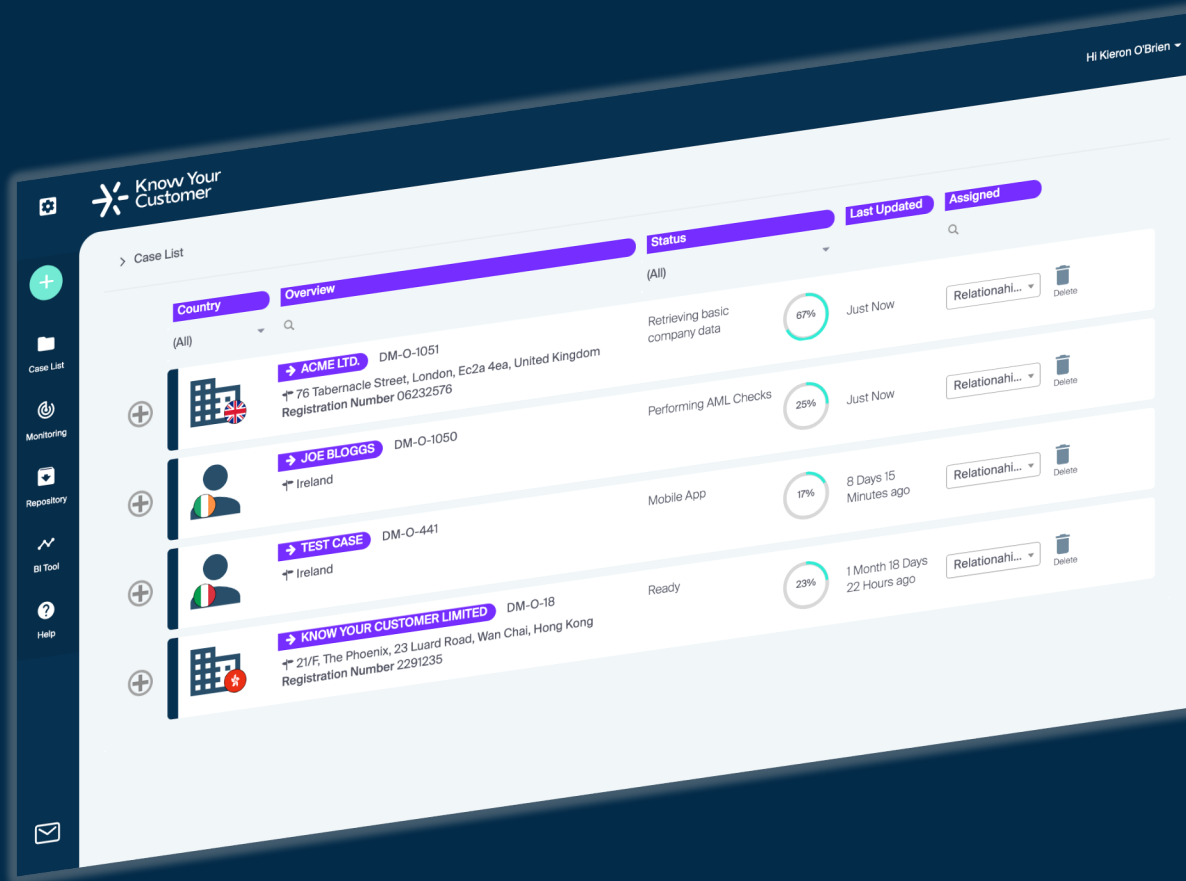 Hi Kieron O'Brien
Know Your
Customer
Case List
Country
Overview
Status
Last Updated
Assigned
(All)
(All)
ACME LTD. DM-O-1051
76 Tabernacle Street, London, Ec2a 4ea, United Kingdom
Registration Number 06232576
Retrieving basic
company data
67%
Just Now
Relationahi...
Delete
JOE BLOGGS DM-O-1050
Ireland
Performing AML Checks
25%
Just Now
Relationahi...
Delete
TEST CASE DM-O-441
Ireland
Mobile App
17%
8 Days 15
Minutes ago
Relationahi...
Delete
KNOW YOUR CUSTOMER LIMITED DM-O-18
21/F, The Phoenix, 23 Luard Road, Wan Chai, Hong Kong
Registration Number 2291235
Ready
23%
1 Month 18 Days
22 Hours ago
Relationahi...
Delete
Case List
Monitoring
Repository
BI Tool
Help